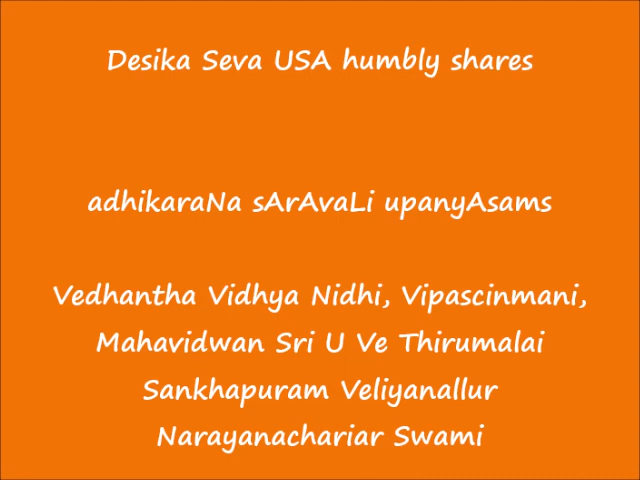 Desika Seva USA humbly shares
adhikaraNa sArAvaLi upanyAsams
Vedhantha Vidhya Nidhi, Vipascinmani,
Mahavidwan Sri U Ve Thirumalai
Sankhapuram Veliyanallur
Narayanachariar Swami